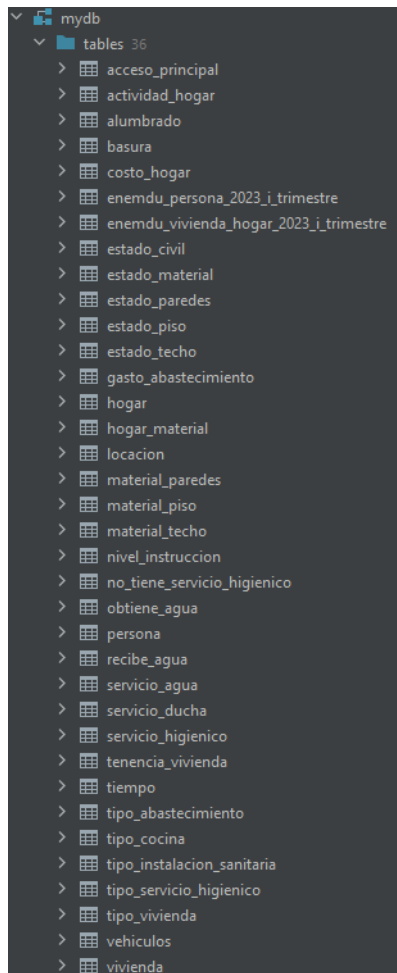 mydb
tables 36
acceso_principal
actividad_hogar
alumbrado
basura
costo_hogar
enemdu_persona_2023_i_trimestre
enemdu_vivienda_hogar_2023_i_trimestre
estado_civil
estado_material
estado_paredes
estado_piso
estado_techo
gasto_abastecimiento
hogar
hogar_material
locacion
material_paredes
material_piso
material_techo
nivel_instruccion
no_tiene_servicio_higienico
obtiene_agua
persona
recibe_agua
servicio_agua
servicio_ducha
servicio_higienico
tenencia_vivienda
tiempo
tipo_abastecimiento
tipo_cocina
tipo_instalacion_sanitaria
tipo_servicio_higienico
tipo_vivienda
vehiculos
vivienda